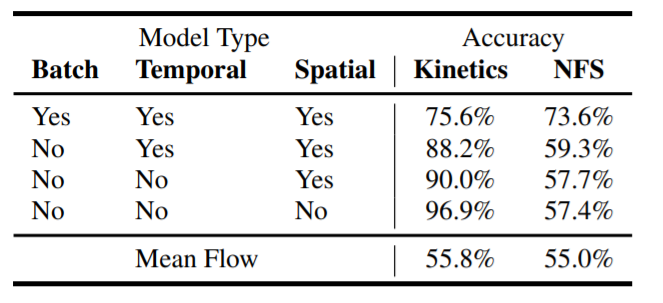 Model Type Accuracy
Batch Temporal Spatial Kinetics NFS
Yes Yes Yes 75.6% 73.6%
No Yes Yes 88.2% 59.3%
No No Yes 90.0% 57.7%
No No No 96.9% 57.4%
Mean Flow 55.8% 55.0%